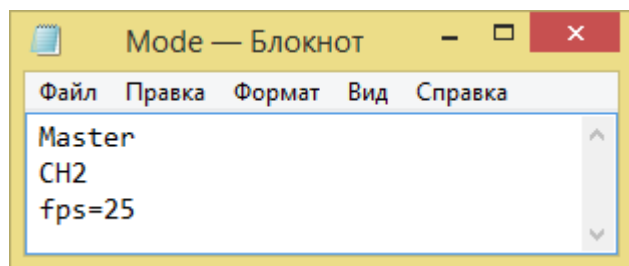 Mode — Блокнот
Файл Правка Формат Вид Справка
Master
CH2
fps=25